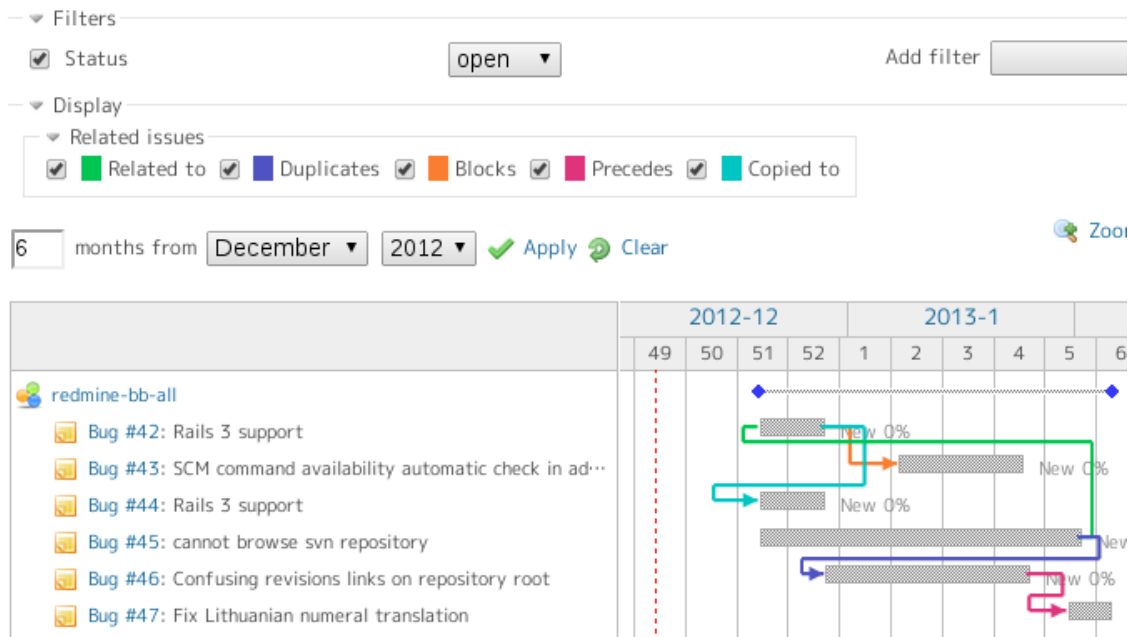 Filters
Status open Add filter
Display
Related issues
Related to Duplicates Blocks Precedes Copied to
6 months from December 2012 Apply Clear
2012-12 2013-1
49 50 51 52 1 2 3 4 5 6
redmine-bb-all
Bug #42: Rails 3 support New 0%
Bug #43: SCM command availability automatic check in ad··· New 0%
Bug #44: Rails 3 support New 0%
Bug #45: cannot browse svn repository
Bug #46: Confusing revisions links on repository root New 0%
Bug #47: Fix Lithuanian numeral translation